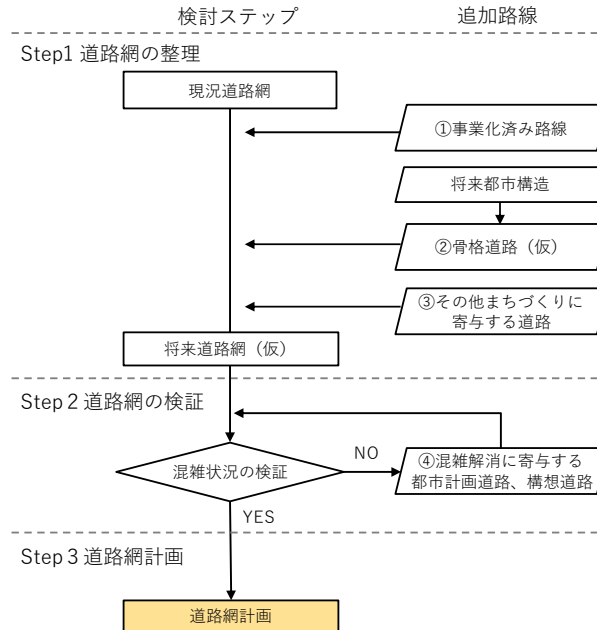 検討ステップ
追加路線
Step1 道路網の整理
現況道路網
①事業化済み路線
将来都市構造
②骨格道路（仮）
③その他まちづくりに
寄与する道路
将来道路網（仮）
Step 2 道路網の検証
混雑状況の検証
NO
④混雑解消に寄与する
都市計画道路、構想道路
YES
Step 3 道路網計画
道路網計画